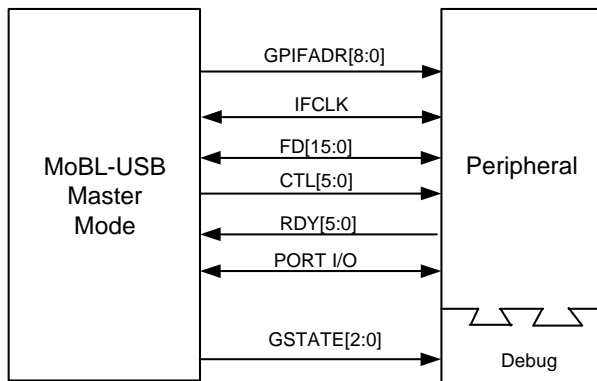 GPIFADR[8:0]
IFCLK
FD[15:0]
MoBL-USB
Master
Mode
Peripheral
CTL[5:0]
RDY[5:0]
PORT I/O
GSTATE[2:0]
Debug